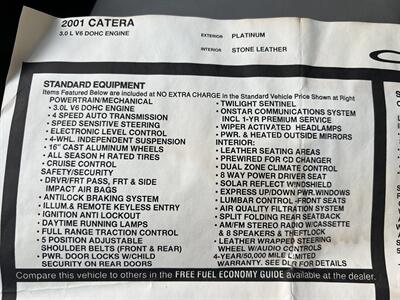 2001 CATERA
3.0 L V6 DOHC ENGINE
EXTERIOR PLATINUM
INTERIOR STONE LEATHER
STANDARD EQUIPMENT
Items Featured Below are included at NO EXTRA CHARGE in the Standard Vehicle Price Shown at Right
POWERTRAIN/MECHANICAL
• 3.0L V6 DOHC ENGINE
• 4 SPEED AUTO TRANSMISSION
• SPEED SENSITIVE STEERING
• ELECTRONIC LEVEL CONTROL
• 4-WHL INDEPENDENT SUSPENSION
• 16" CAST ALUMINUM WHEELS
• ALL SEASON H RATED TIRES
• CRUISE CONTROL
SAFETY/SECURITY
• DRVR/FRT PASS, FRT & SIDE
IMPACT AIR BAGS
• ANTILOCK BRAKING SYSTEM
• ILLUM.& REMOTE KEYLESS ENTRY
• IGNITION ANTI LOCKOUT
• DAYTIME RUNNING LAMPS
• FULL RANGE TRACTION CONTROL
• 5 POSITION ADJUSTABLE
SHOULDER BELTS (FRONT & REAR)
• PWR. DOOR LOCKS W/CHILD
SECURITY ON REAR DOORS
• TWILIGHT SENTINEL
• ONSTAR COMMUNICATIONS SYSTEM
INCL 1-YR PREMIUM SERVICE
• WIPER ACTIVATED HEADLAMPS
• PWR. & HEATED OUTSIDE MIRRORS
INTERIOR:
• LEATHER SEATING AREAS
• PREWIRED FOR CD CHANGER
• DUAL ZONE CLIMATE CONTROL
• 8 WAY POWER DRIVER SEAT
• SOLAR REFLECT WINDSHIELD
• EXPRESS UP/DOWN PWR.WINDOWS
• LUMBAR CONTROL -FRONT SEATS
• AIR QUALITY FILTRATION SYSTEM
• SPLIT FOLDING REAR SEATBACK
• AM/FM STEREO RADIO W/CASSETTE
& 8 SPEAKERS & THEFTLOCK
• LEATHER WRAPPED STEERING
WHEEL W/AUDIO CONTROLS
• 4-YEAR/50,000 MILE LIMITED
WARRANTY. SEE DLR FOR DETAILS
Compare this vehicle to others in the FREE FUEL ECONOMY GUIDE available at the dealer.